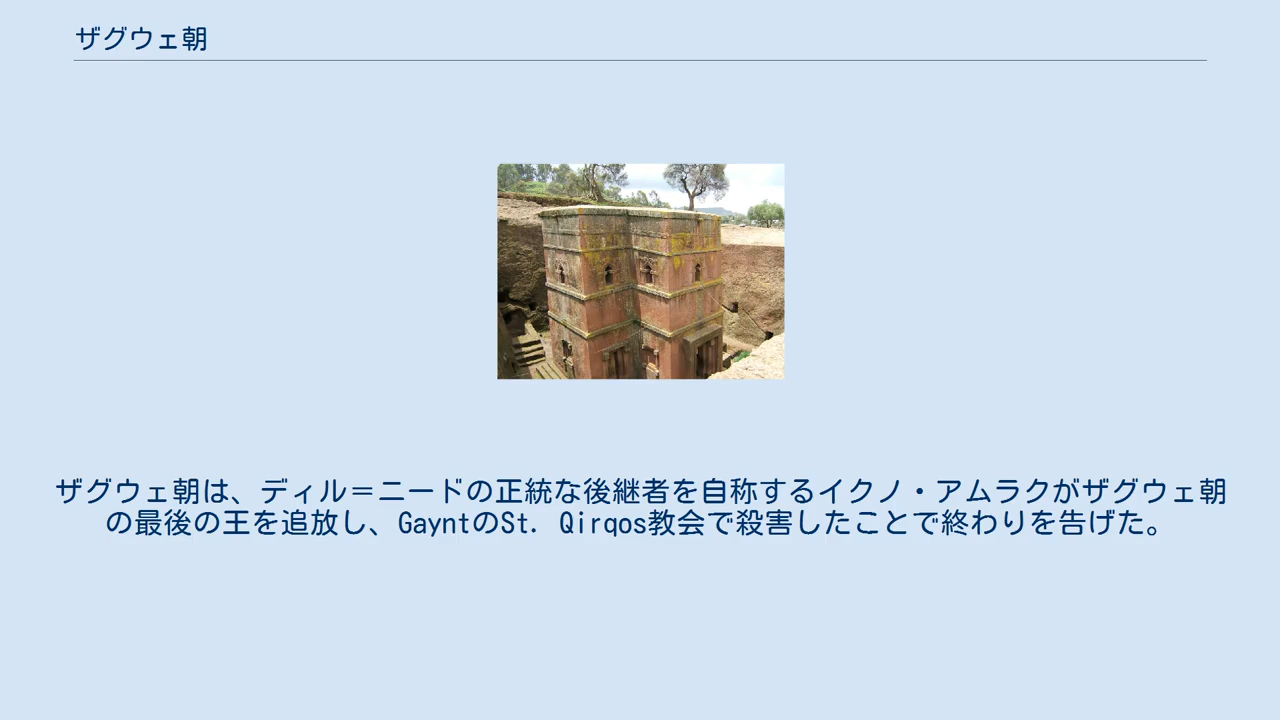 ザグウェ朝
ザグウェ朝は、ディル＝ニードの正統な後継者を自称するイクノ・アムラクがザグウェ朝
の最後の王を追放し、GayntのSt. Qirqos教会で殺害したことで終わりを告げた。